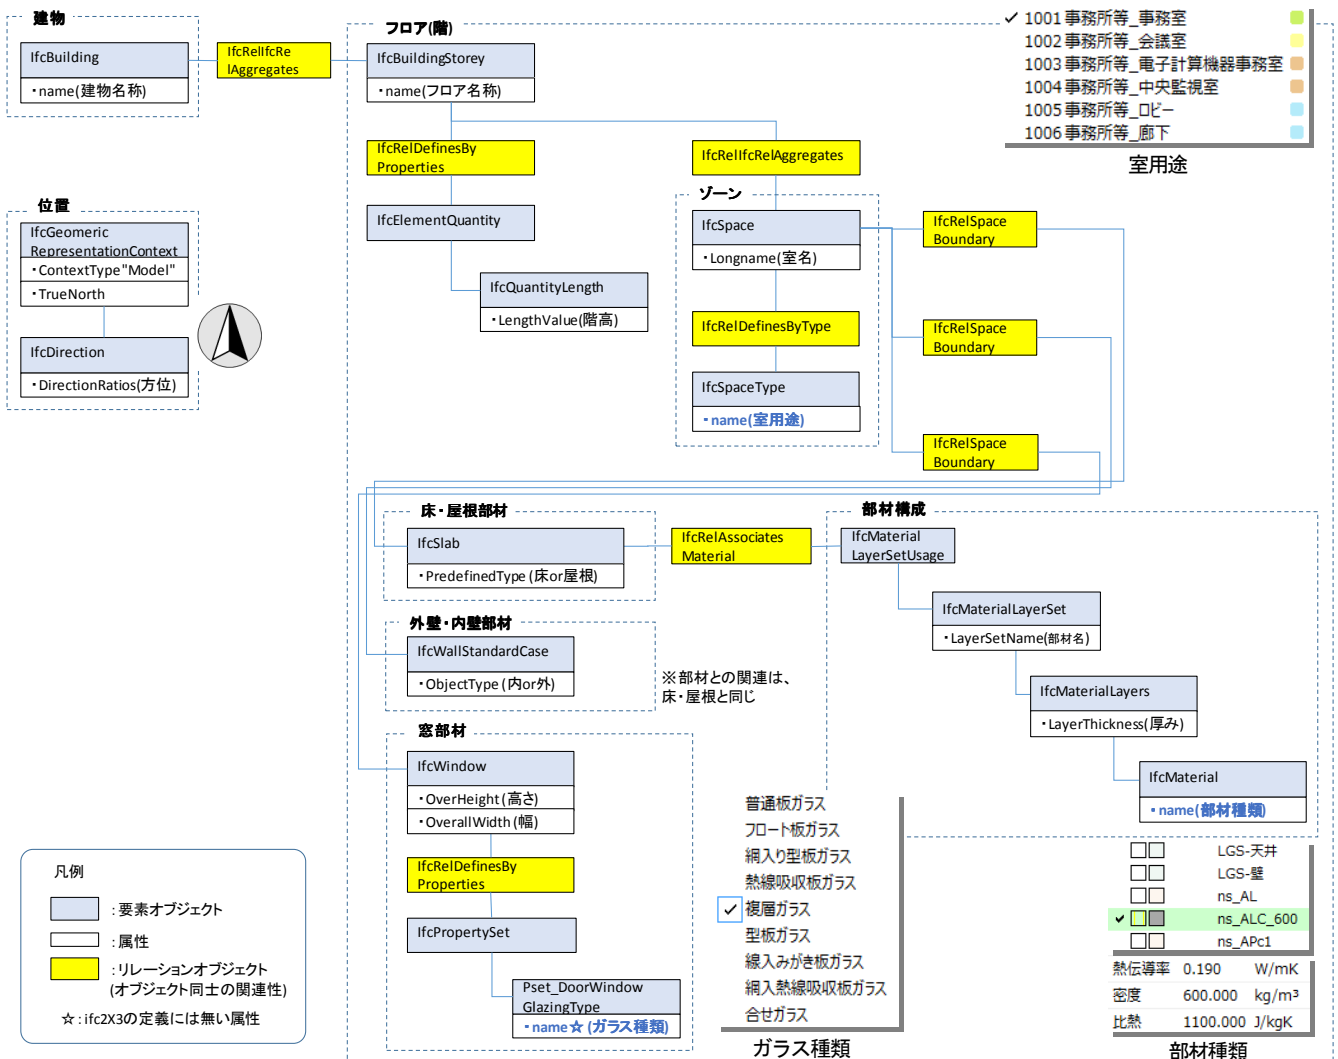 建物
IfcBuilding
・name(建物名称)
IfcRelIfcRe
lAggregates
フロア(階)
IfcBuildingStorey
・name(フロア名称)
IfcRelDefinesBy
Properties
IfcElementQuantity
IfcQuantityLength
・LengthValue(階高)
IfcRelIfcRelAggregates
ゾーン
IfcSpace
・Longname(室名)
IfcRelDefinesByType
IfcSpaceType
・name(室用途)
IfcRelSpace
Boundary
IfcRelSpace
Boundary
IfcRelSpace
Boundary
✓ 1001 事務所等_事務室
1002 事務所等_会議室
1003 事務所等_電子計算機器事務室
1004 事務所等_中央監視室
1005 事務所等_ロビー
1006 事務所等_廊下
室用途
位置
IfcGeomeric
RepresentationContext
・ContextType"Model"
・TrueNorth
IfcDirection
・DirectionRatios(方位)
床・屋根部材
IfcSlab
・PredefinedType(床or屋根)
IfcRelAssociates
Material
部材構成
IfcMaterial
LayerSetUsage
IfcMaterialLayerSet
・LayerSetName(部材名)
IfcMaterialLayers
・LayerThickness(厚み)
IfcMaterial
・name(部材種類)
外壁・内壁部材
IfcWallStandardCase
・ObjectType(内or外)
※部材との関連は、
床・屋根と同じ
窓部材
IfcWindow
・OverHeight(高さ)
・OverallWidth(幅)
IfcRelDefinesBy
Properties
IfcPropertySet
Pset_DoorWindow
GlazingType
・name☆(ガラス種類)
普通板ガラス
フロート板ガラス
網入り型板ガラス
熱線吸収板ガラス
✓ 複層ガラス
型板ガラス
線入みがき板ガラス
網入熱線吸収板ガラス
合せガラス
ガラス種類
LGS-天井
LGS-壁
ns_AL
✓ ns_ALC_600
ns_APc1
熱伝導率 0.190 W/mK
密度 600.000 kg/m³
比熱 1100.000 J/kgK
部材種類
凡例
:要素オブジェクト
:属性
:リレーションオブジェクト
(オブジェクト同士の関連性)
☆:ifc2X3の定義には無い属性